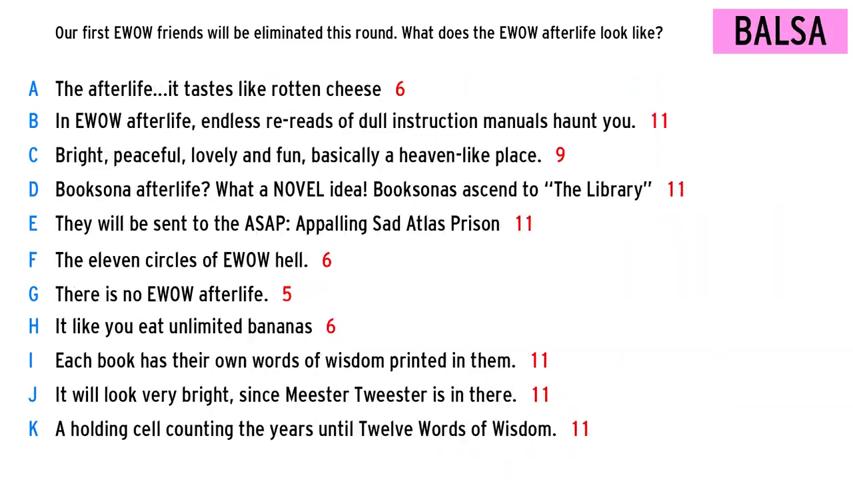 Our first EWOW friends will be eliminated this round. What does the EWOW afterlife look like?
BALSA
A The afterlife...it tastes like rotten cheese 6
B In EWOW afterlife, endless re-reads of dull instruction manuals haunt you. 11
C Bright, peaceful, lovely and fun, basically a heaven-like place. 9
D Booksona afterlife? What a NOVEL idea! Booksonas ascend to “The Library” 11
E They will be sent to the ASAP: Appalling Sad Atlas Prison 11
F The eleven circles of EWOW hell. 6
G There is no EWOW afterlife. 5
H It like you eat unlimited bananas 6
I Each book has their own words of wisdom printed in them. 11
J It will look very bright, since Meester Tweester is in there. 11
K A holding cell counting the years until Twelve Words of Wisdom. 11